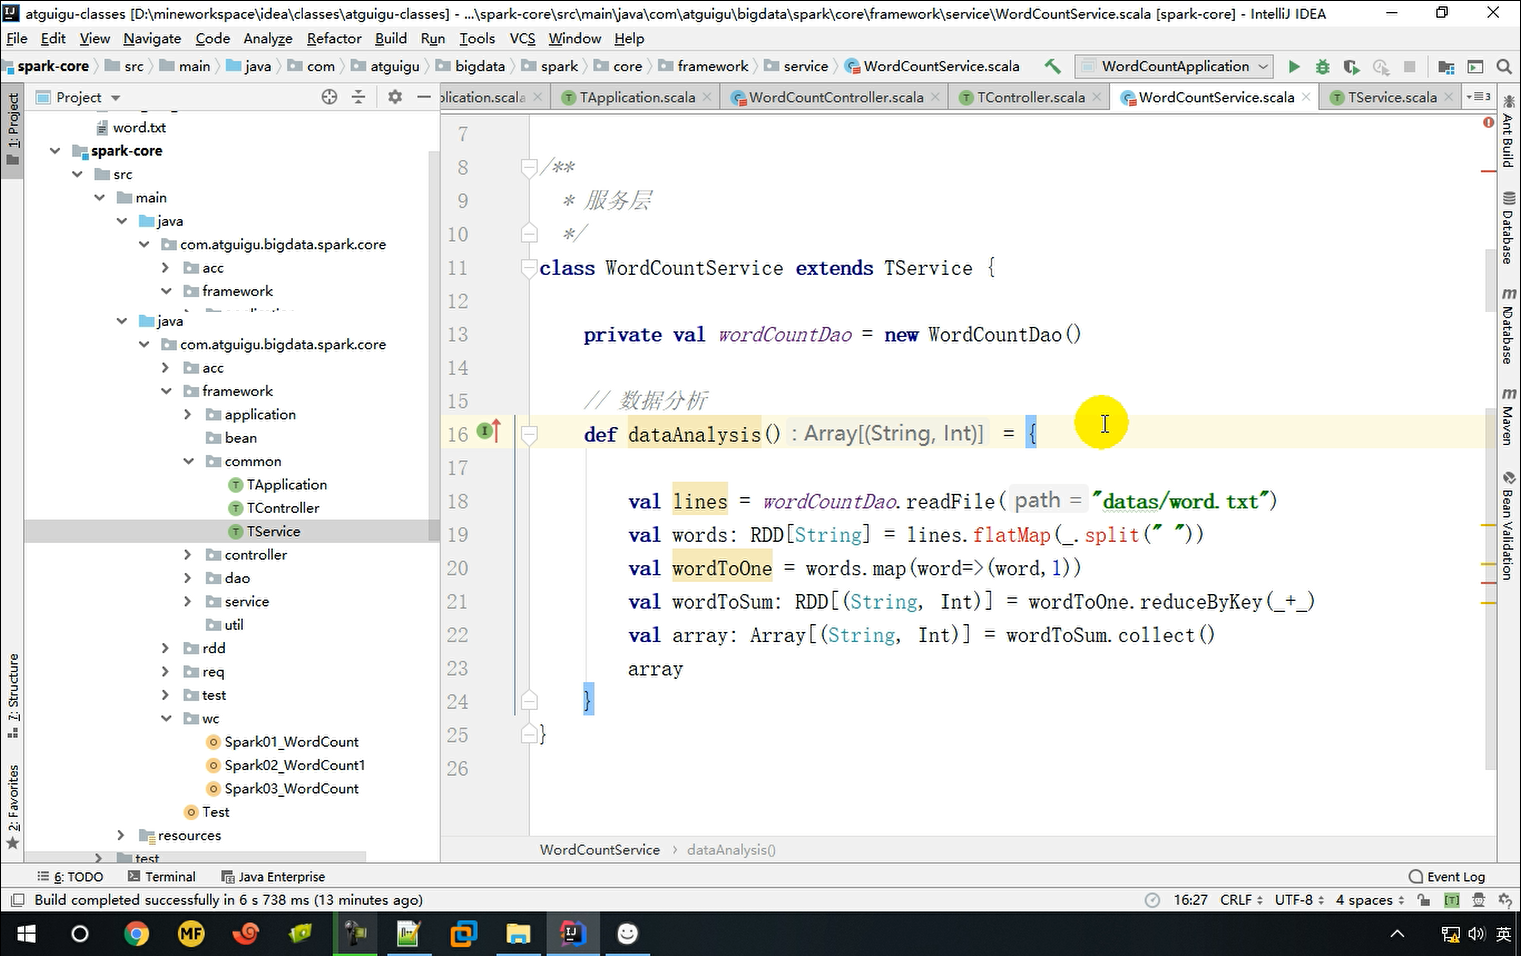 atguigu-classes [D:\mineworkspace\idea\classes\atguigu-classes] - ...\spark-core\src\main\java\com\atguigu\bigdata\spark\core\framework\service\WordCountService.scala [spark-core] - IntelliJ IDEA
File Edit View Navigate Code Analyze Refactor Build Run Tools VCS Window Help
spark-core src main java com atguigu bigdata spark core framework service WordCountService.scala WordCountApplication
Project
plication.scala TApplication.scala WordCountController.scala TController.scala WordCountService.scala TService.scala
1: Project
7: Structure
2: Favorites
word.txt
spark-core
src
main
java
com.atguigu.bigdata.spark.core
acc
framework
java
com.atguigu.bigdata.spark.core
acc
framework
application
bean
common
TApplication
TController
TService
controller
dao
service
util
rdd
req
test
wc
Spark01_WordCount
Spark02_WordCount1
Spark03_WordCount
Test
resources
test
7
8 /**
9 * 服务层
10 */
11 class WordCountService extends TService {
12
13 private val wordCountDao = new WordCountDao()
14
15 // 数据分析
16 def dataAnalysis() : Array[(String, Int)] = {
17
18 val lines = wordCountDao.readFile( path = "datas/word.txt")
19 val words: RDD[String] = lines.flatMap(_.split(" "))
20 val wordToOne = words.map(word=>(word,1))
21 val wordToSum: RDD[(String, Int)] = wordToOne.reduceByKey(_+_)
22 val array: Array[(String, Int)] = wordToSum.collect()
23 array
24 }
25 }
26
WordCountService dataAnalysis()
Ant Build
Database
Maven
Bean Validation
6: TODO Terminal Java Enterprise Event Log
Build completed successfully in 6 s 738 ms (13 minutes ago) 16:27 CRLF UTF-8 4 spaces [T]
MF 英